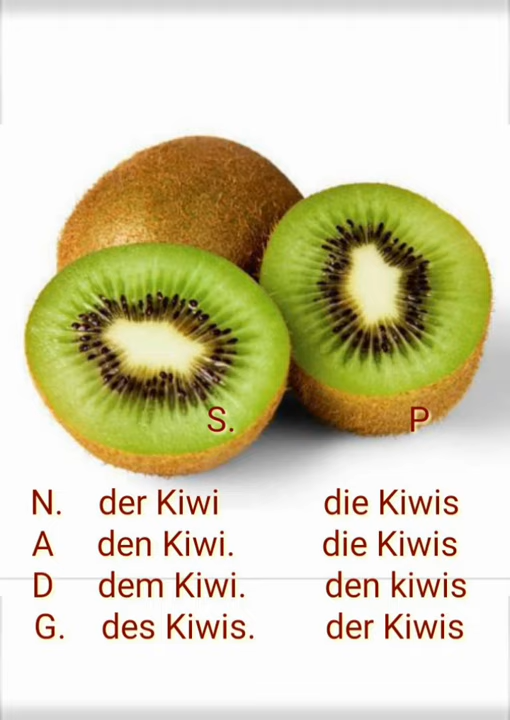 S. P
N. der Kiwi die Kiwis
A den Kiwi. die Kiwis
D dem Kiwi. den kiwis
G. des Kiwis. der Kiwis